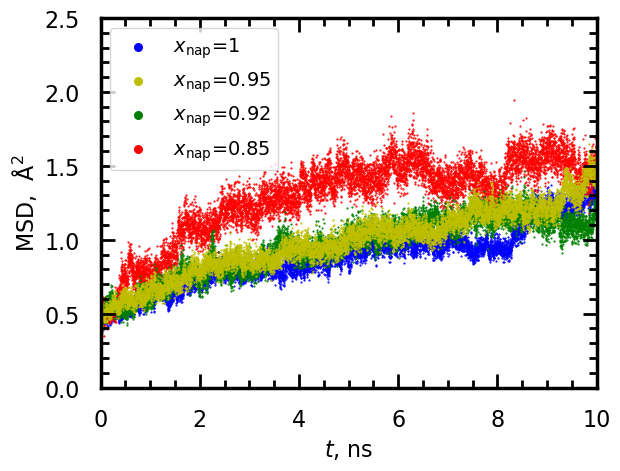 2.5
2.0
1.5
1.0
0.5
0.0
MSD, Å²
x_nap=1
x_nap=0.95
x_nap=0.92
x_nap=0.85
0 2 4 6 8 10
t, ns